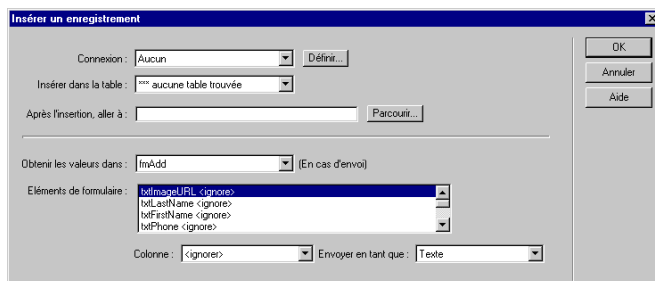 Insérer un enregistrement
Connexion : Aucun Définir... OK
Insérer dans la table : *** aucune table trouvée Annuler
Aide
Après l'insertion, aller à : Parcourir...
Obtenir les valeurs dans : fmAdd (En cas d'envoi)
Eléments de formulaire : txtImageURL <ignore>
txtLastName <ignore>
txtFirstName <ignore>
txtPhone <ignore>
Colonne : <ignorer> Envoyer en tant que : Texte